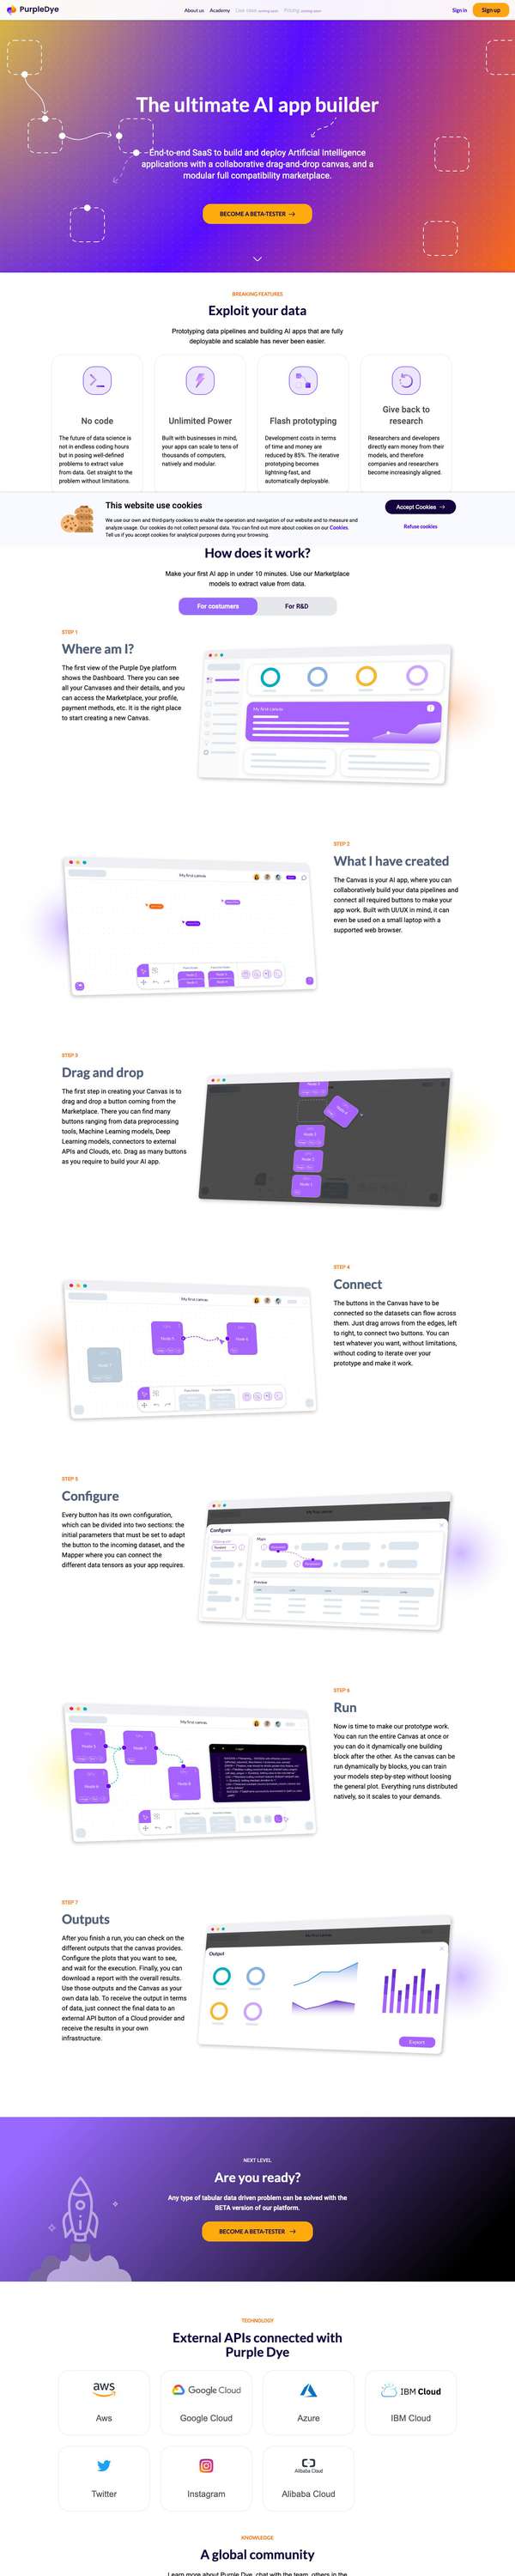 PurpleDye
About us Academy Use cases coming soon Pricing coming soon
Sign in Sign up
The ultimate AI app builder
End-to-end SaaS to build and deploy Artificial Intelligence
applications with a collaborative drag-and-drop canvas, and a
modular full compatibility marketplace.
BECOME A BETA-TESTER →
BREAKING FEATURES
Exploit your data
Prototyping data pipelines and building AI apps that are fully
deployable and scalable has never been easier.
No code
The future of data science is
not in endless coding hours
but in posing well-defined
problems to extract value
from data. Get straight to the
problem without limitations.
Unlimited Power
Built with businesses in mind,
your apps can scale to tens of
thousands of computers,
natively and modular.
Flash prototyping
Development costs in terms
of time and money are
reduced by 85%. The iterative
prototyping becomes
lightning-fast, and
automatically deployable.
Give back to
research
Researchers and developers
directly earn money from their
models, and therefore
companies and researchers
become increasingly aligned.
This website use cookies
We use our own and third-party cookies to enable the operation and navigation of our website and to measure and
analyze usage. Our cookies do not collect personal data. You can find out more about cookies on our Cookies.
Tell us if you accept cookies for analytical purposes during your browsing.
Accept Cookies →
Refuse cookies
How does it work?
Make your first AI app in under 10 minutes. Use our Marketplace
models to extract value from data.
For costumers For R&D
STEP 1
Where am I?
The first view of the Purple Dye platform
shows the Dashboard. There you can see
all your Canvases and their details, and you
can access the Marketplace, your profile,
payment methods, etc. It is the right place
to start creating a new Canvas.
My first canvas
STEP 2
What I have created
The Canvas is your AI app, where you can
collaboratively build your data pipelines and
connect all required buttons to make your
app work. Built with UI/UX in mind, it can
even be used on a small laptop with a
supported web browser.
My first canvas
STEP 3
Drag and drop
The first step in creating your Canvas is to
drag and drop a button coming from the
Marketplace. There you can find many
buttons ranging from data preprocessing
tools, Machine Learning models, Deep
Learning models, connectors to external
APIs and Clouds, etc. Drag as many buttons
as you require to build your AI app.
Node 3
Node 2
Node 1
STEP 4
Connect
The buttons in the Canvas have to be
connected so the datasets can flow across
them. Just drag arrows from the edges, left
to right, to connect two buttons. You can
test whatever you want, without limitations,
without coding to iterate over your
prototype and make it work.
My first canvas
STEP 5
Configure
Every button has its own configuration,
which can be divided into two sections: the
initial parameters that must be set to adapt
the button to the incoming dataset, and the
Mapper where you can connect the
different data tensors as your app requires.
My first canvas
Configure
Maps
Preview
STEP 6
Run
Now is time to make our prototype work.
You can run the entire Canvas at once or
you can do it dynamically one building
block after the other. As the canvas can be
run dynamically by blocks, you can train
your models step-by-step without loosing
the general plot. Everything runs distributed
natively, so it scales to your demands.
My first canvas
STEP 7
Outputs
After you finish a run, you can check on the
different outputs that the canvas provides.
Configure the plots that you want to see,
and wait for the execution. Finally, you can
download a report with the overall results.
Use those outputs and the Canvas as your
own data lab. To receive the output in terms
of data, just connect the final data to an
external API button of a Cloud provider and
receive the results in your own
infrastructure.
My first canvas
Output
Export
NEXT LEVEL
Are you ready?
Any type of tabular data driven problem can be solved with the
BETA version of our platform.
BECOME A BETA-TESTER →
TECHNOLOGY
External APIs connected with
Purple Dye
aws
Aws
Google Cloud
Google Cloud
Azure
IBM Cloud
IBM Cloud
Twitter
Instagram
Alibaba Cloud
Alibaba Cloud
KNOWLEDGE
A global community
Learn more about Purple Dye, chat with the team, others in the